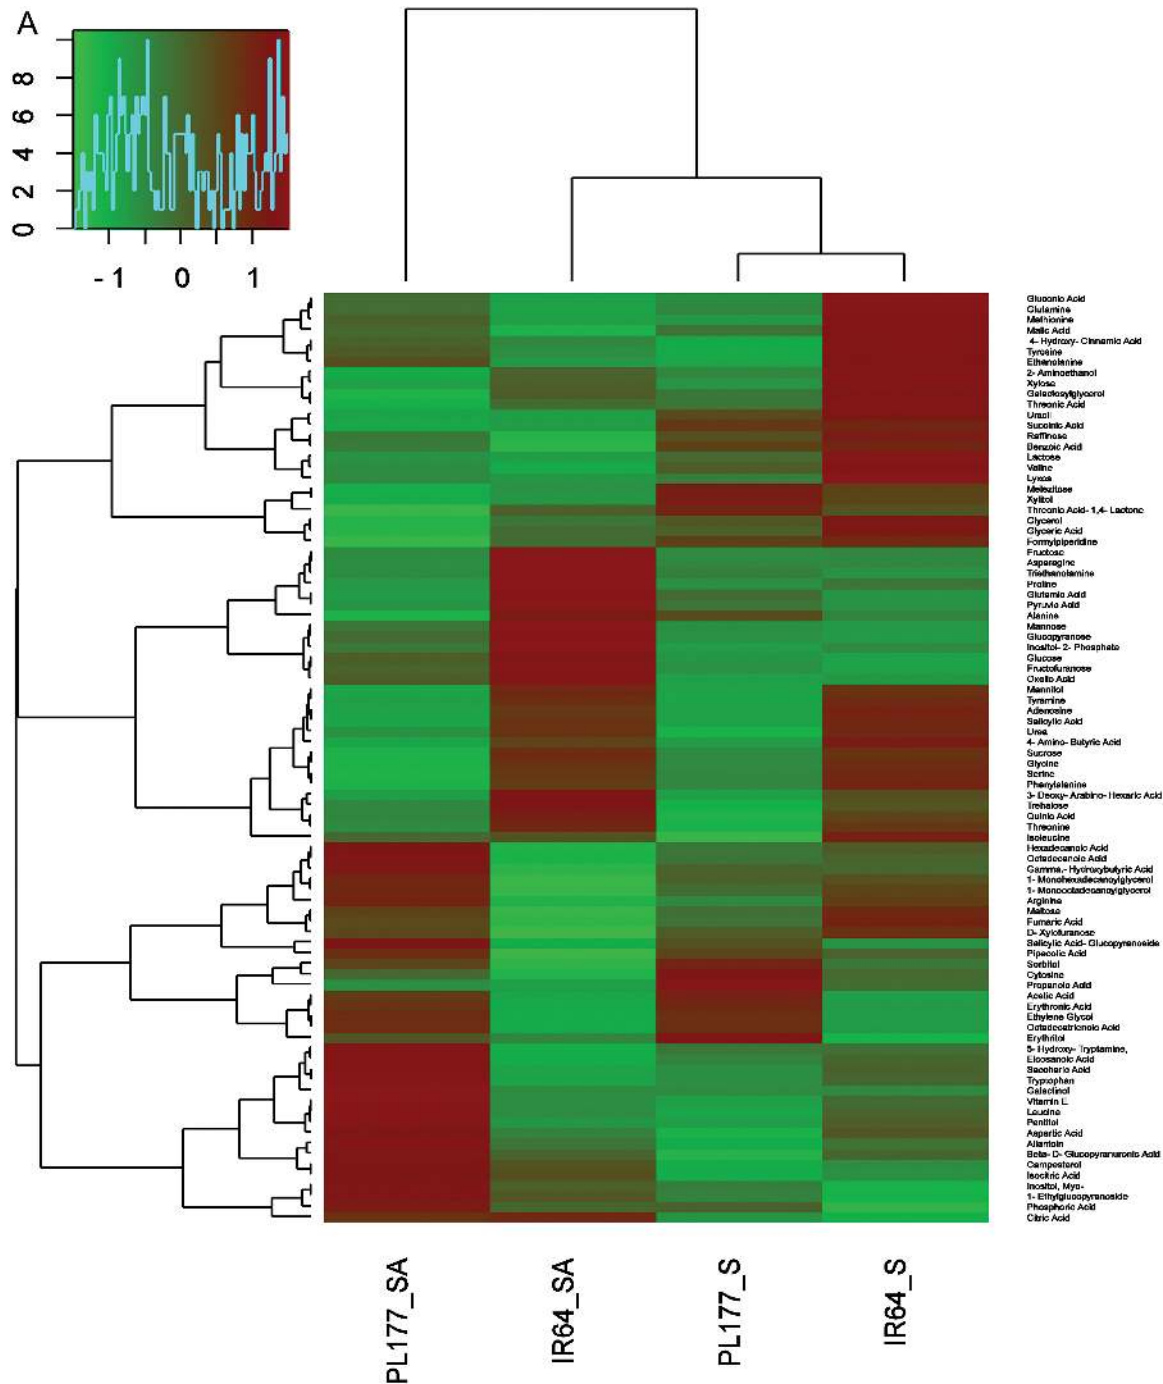 A
8
6
4
2
0
- 1 0 1
Gluconic Acid
Glutamine
Methionine
Malic Acid
4- Hydroxy- Cinnamic Acid
Tyrosine
Ethanolamine
2- Aminoethanol
Xylose
Galactosylglycerol
Threonic Acid
Uracil
Succinic Acid
Raffinose
Benzoic Acid
Lactose
Valine
Lyxos
Melezitose
Xylitol
Threonic Acid- 1,4- Lactone
Glycerol
Glyceric Acid
Formylpiperidine
Fructose
Asparagine
Triethanolamine
Proline
Glutamic Acid
Pyruvic Acid
Alanine
Mannose
Glucopyranose
Inositol- 2- Phosphate
Glucose
Fructofuranose
Oxalic Acid
Mannitol
Tyramine
Adenosine
Salicylic Acid
Urea
4- Amino- Butyric Acid
Sucrose
Glycine
Serine
Phenylalanine
3- Deoxy- Arabino- Hexaric Acid
Trehalose
Quinic Acid
Threonine
Isoleucine
Hexadecanoic Acid
Octadecanoic Acid
Gamma.- Hydroxybutyric Acid
1- Monohexadecanoylglycerol
1- Monooctadecanoylglycerol
Arginine
Maltose
Fumaric Acid
D- Xylofuranose
Salicylic Acid- Glucopyranoside
Pipecolic Acid
Sorbitol
Cytosine
Propanoic Acid
Acetic Acid
Erythronic Acid
Ethylene Glycol
Octadecatrienoic Acid
Erythritol
5- Hydroxy- Tryptamine,
Eicosanoic Acid
Saccharic Acid
Tryptophan
Galactinol
Vitamin E
Leucine
Pentitol
Aspartic Acid
Allantoin
Beta- D- Glucopyranuronic Acid
Campesterol
Isocitric Acid
Inositol, Myo-
1- Ethylglucopyranoside
Phosphoric Acid
Citric Acid
PL177_SA
IR64_SA
PL177_S
IR64_S